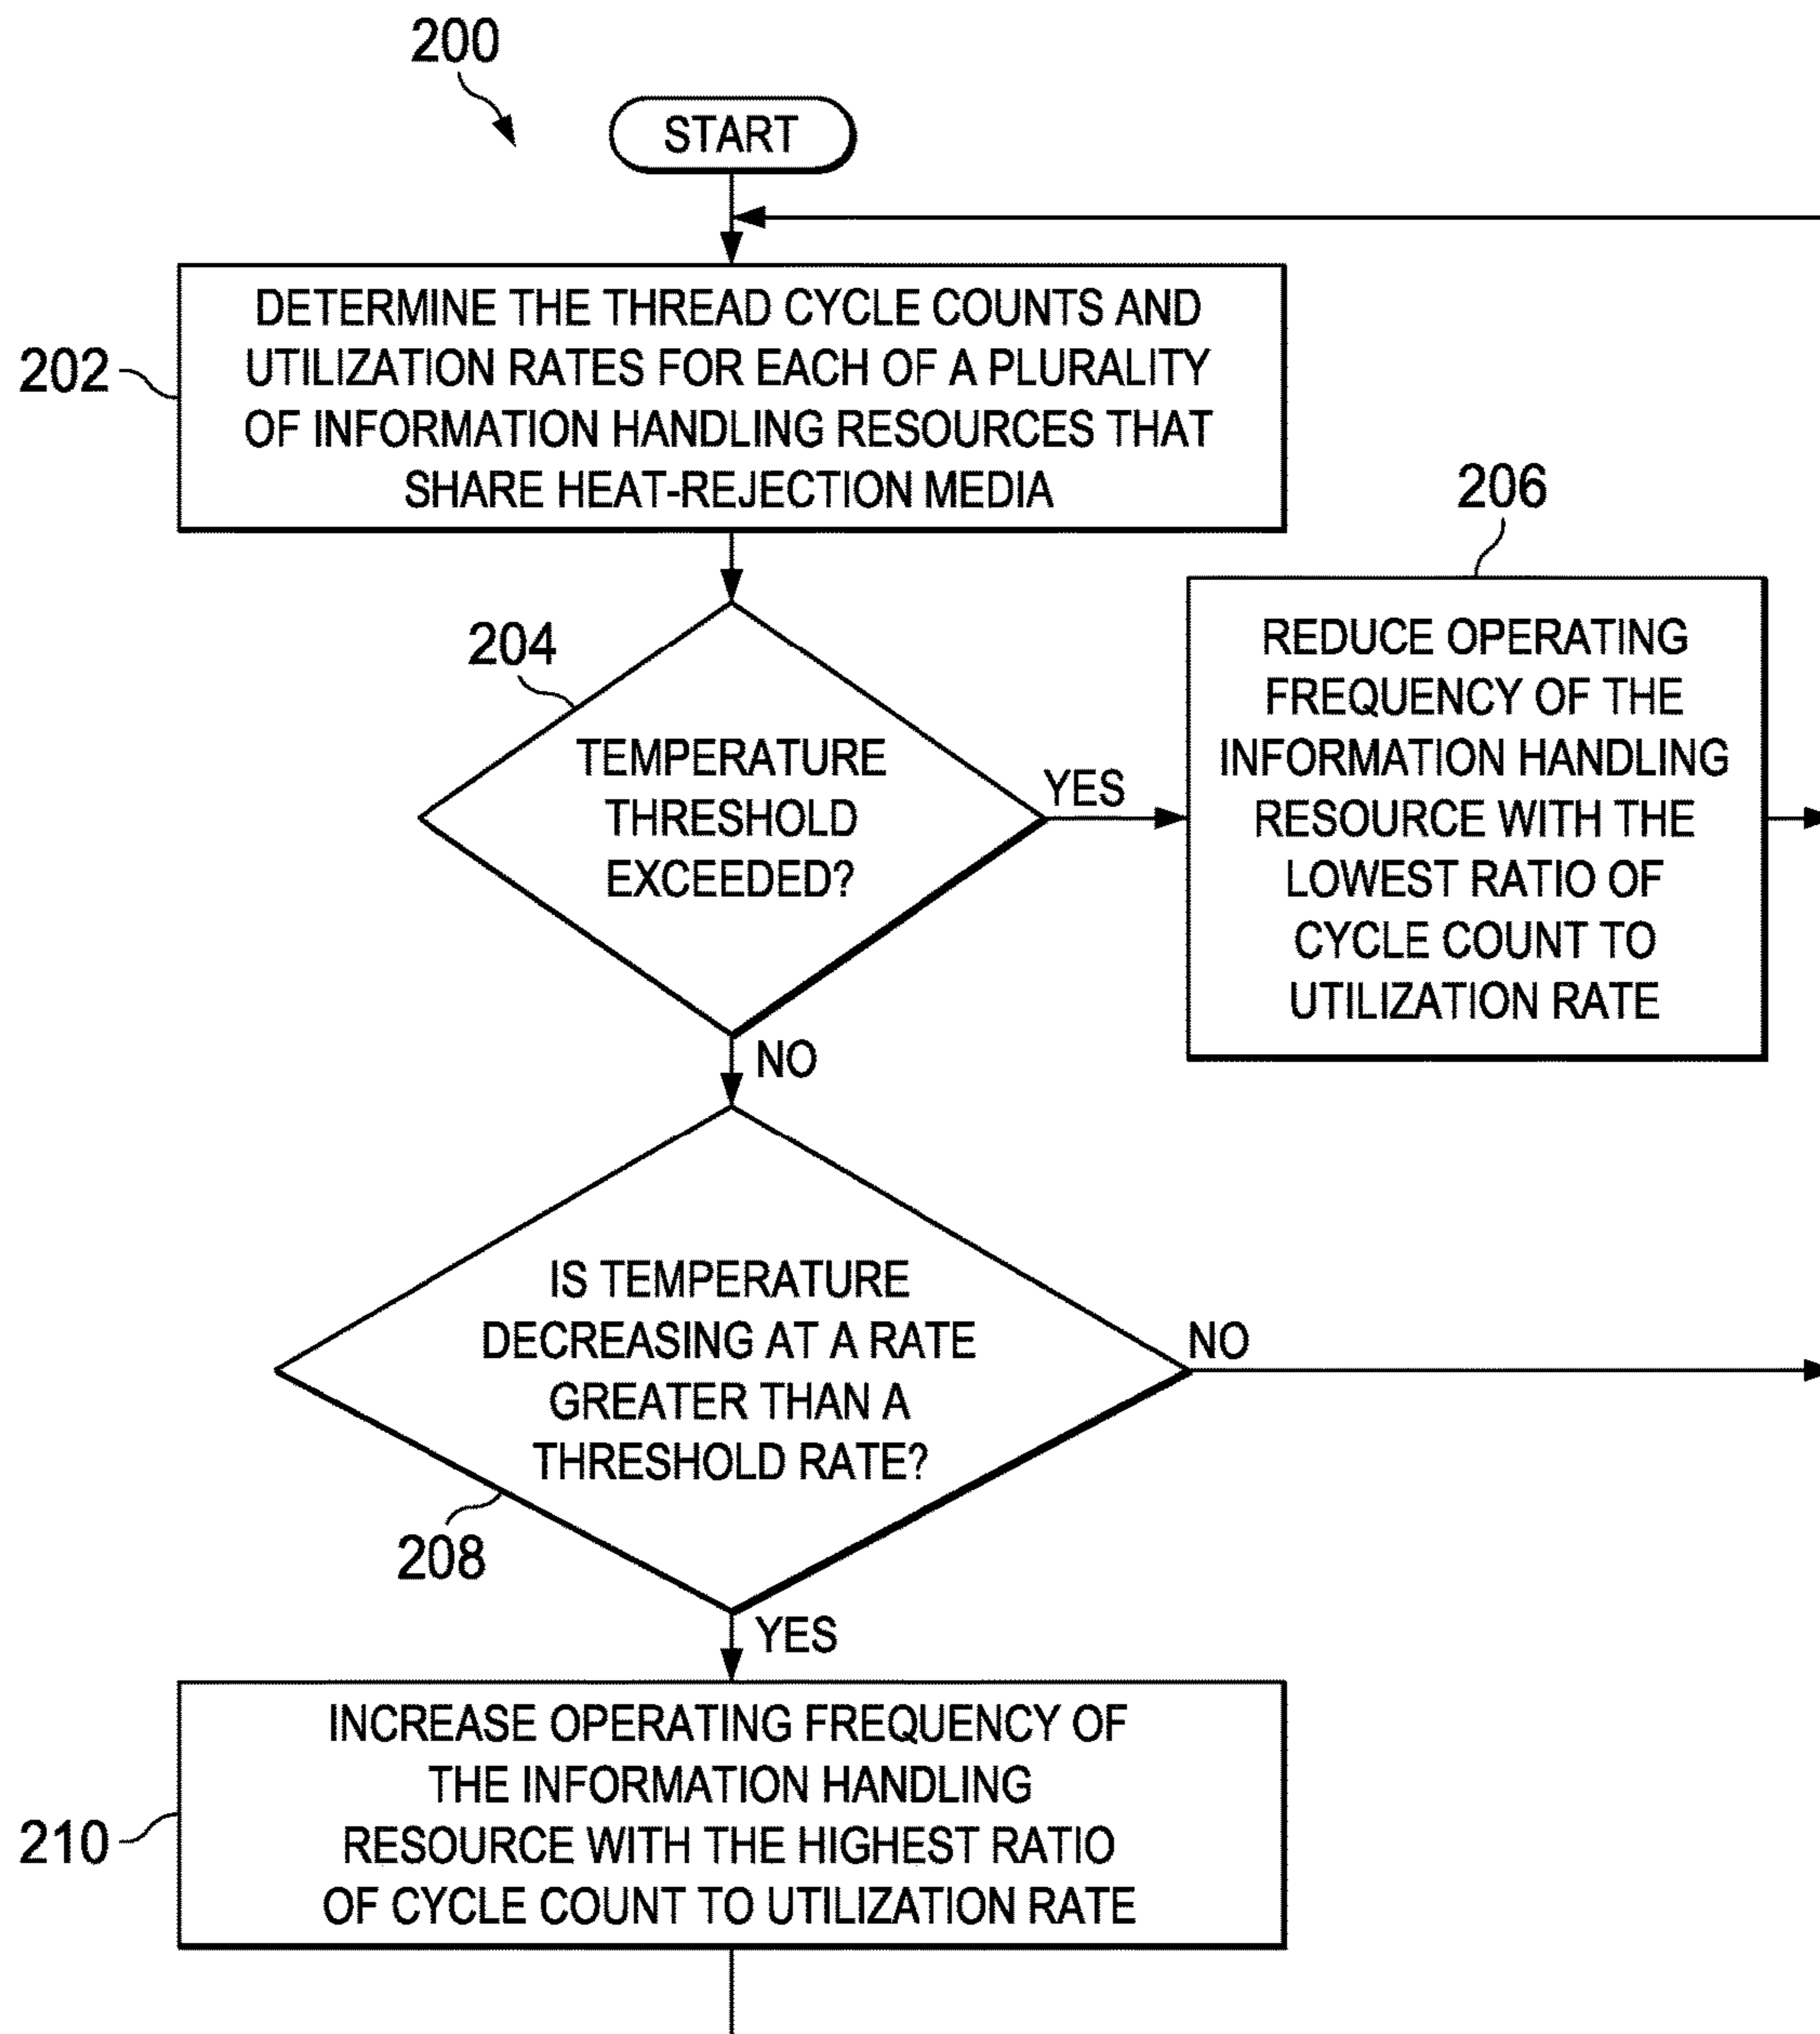 200
START
202
DETERMINE THE THREAD CYCLE COUNTS AND
UTILIZATION RATES FOR EACH OF A PLURALITY
OF INFORMATION HANDLING RESOURCES THAT
SHARE HEAT-REJECTION MEDIA
204
TEMPERATURE
THRESHOLD
EXCEEDED?
YES
206
REDUCE OPERATING
FREQUENCY OF THE
INFORMATION HANDLING
RESOURCE WITH THE
LOWEST RATIO OF
CYCLE COUNT TO
UTILIZATION RATE
NO
IS TEMPERATURE
DECREASING AT A RATE
GREATER THAN A
THRESHOLD RATE?
NO
208
YES
210
INCREASE OPERATING FREQUENCY OF
THE INFORMATION HANDLING
RESOURCE WITH THE HIGHEST RATIO
OF CYCLE COUNT TO UTILIZATION RATE